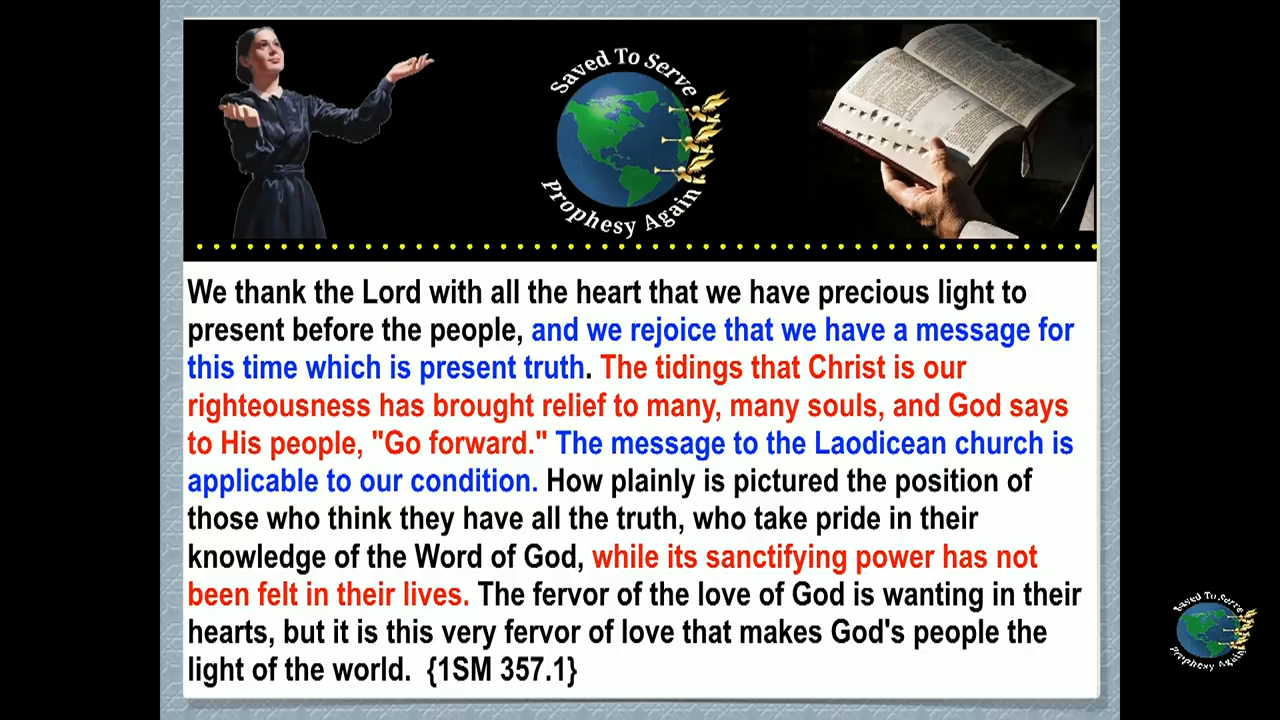 Saved To Serve
Prophesy Again
We thank the Lord with all the heart that we have precious light to
present before the people, and we rejoice that we have a message for
this time which is present truth. The tidings that Christ is our
righteousness has brought relief to many, many souls, and God says
to His people, "Go forward." The message to the Laodicean church is
applicable to our condition. How plainly is pictured the position of
those who think they have all the truth, who take pride in their
knowledge of the Word of God, while its sanctifying power has not
been felt in their lives. The fervor of the love of God is wanting in their
hearts, but it is this very fervor of love that makes God's people the
light of the world. {1SM 357.1}
Saved To Serve
Prophesy Again